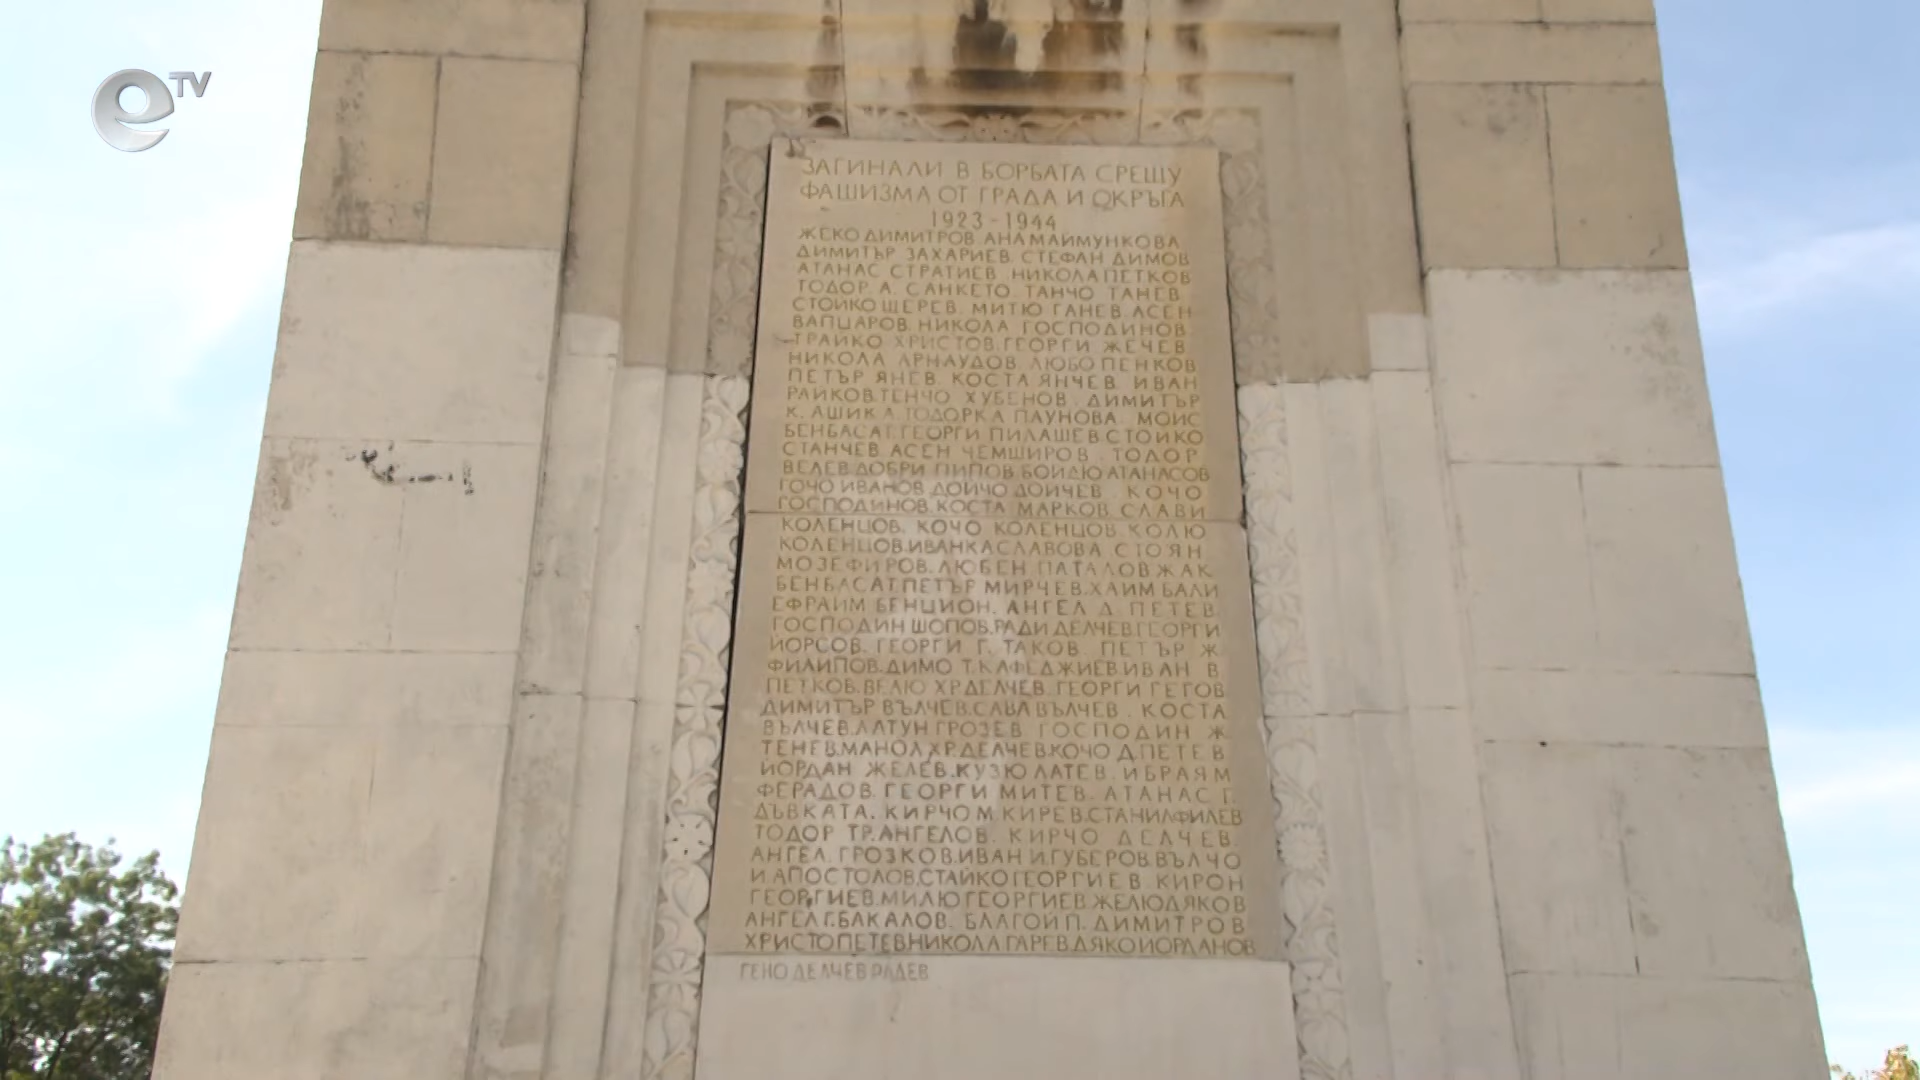 e TV
ЗАГИНАЛИ В БОРБАТА СРЕЩУ
ФАШИЗМА ОТ ГРАДА И ОКРЪГА
1923-1944
ЖЕКО ДИМИТРОВ. АНА МАЙМУНКОВА
ДИМИТЪР ЗАХАРИЕВ. СТЕФАН ДИМОВ
АТАНАС СТРАТИЕВ. НИКОЛА ПЕТКОВ
ТОДОР. А. САНКЕТО. ТАНЧО ТАНЕВ
СТОЙКО ЩЕРЕВ. МИТЮ ГАНЕВ. АСЕН
ВАПЦАРОВ. НИКОЛА ГОСПОДИНОВ
ТРАЙКО ХРИСТОВ. ГЕОРГИ ЖЕЧЕВ
НИКОЛА АРНАУДОВ. ЛЮБО ПЕНКОВ
ПЕТЪР ЯНЕВ. КОСТА ЯНЧЕВ. ИВАН
РАЙКОВ. ТЕНЧО ХУБЕНОВ. ДИМИТЪР
К. АШИКА. ТОДОРКА ПАУНОВА. МОИС
БЕНБАСАТ. ГЕОРГИ ПИЛАШЕВ. СТОЙКО
СТАНЧЕВ. АСЕН ЧЕМШИРОВ. ТОДОР
ВЕЛЕВ. ДОБРИ ПИПОВ. БОЙДЮ АТАНАСОВ
ГОЧО ИВАНОВ. ДОЙЧО ДОЙЧЕВ. КОЧО
ГОСПОДИНОВ. КОСТА МАРКОВ. СЛАВИ
КОЛЕНЦОВ. КОЧО КОЛЕНЦОВ. КОЛЮ
КОЛЕНЦОВ. ИВАНКА СЛАВОВА. СТОЯН
МОЗЕФИРОВ. ЛЮБЕН ПАТАЛОВ. ЖАК
БЕНБАСАТ. ПЕТЪР МИРЧЕВ. ХАИМ БАЛИ
ЕФРАИМ БЕНЦИОН. АНГЕЛ Д. ПЕТЕВ
ГОСПОДИН ШОПОВ. РАДИ ДЕЛЧЕВ. ГЕОРГИ
ЙОРСОВ. ГЕОРГИ Г. ТАКОВ. ПЕТЪР Ж
ФИЛИПОВ. ДИМО Т. КАФЕДЖИЕВ. ИВАН В
ПЕТКОВ. ВЕЛЮ ХР. ДЕЛЧЕВ. ГЕОРГИ ГЕГОВ
ДИМИТЪР ВЪЛЧЕВ. САВА ВЪЛЧЕВ. КОСТА
ВЪЛЧЕВ. АЛТУН ГРОЗЕВ ГОСПОДИН Ж
ТЕНЕВ. МАНОЛ ХР. ДЕЛЧЕВ. КОЧО Д. ПЕТЕВ
ЙОРДАН ЖЕЛЕВ. КУЗЮ ЛАТЕВ. ИБРАЯМ
ФЕРАДОВ. ГЕОРГИ МИТЕВ. АТАНАС Г.
ДЪВКАТА. КИРЧО М КИРЕВ. СТАНИЛ ФИЛЕВ
ТОДОР ТР. АНГЕЛОВ. КИРЧО ДЕЛЧЕВ.
АНГЕЛ. ГРОЗКОВ. ИВАН И. ГУБЕРОВ. ВЪЛЧО
И АПОСТОЛОВ. СТАЙКО ГЕОРГИЕВ. КИРОН
ГЕОРГИЕВ. МИЛЮ ГЕОРГИЕВ. ЖЕЛЮ ДЯКОВ
АНГЕЛ Г. БАКАЛОВ. БЛАГОЙ П. ДИМИТРОВ
ХРИСТО ПЕТЕВ НИКОЛА ГАРЕВ ДЯКО ЙОРДАНОВ
ГЕНО ДЕЛЧЕВ РАДЕВ